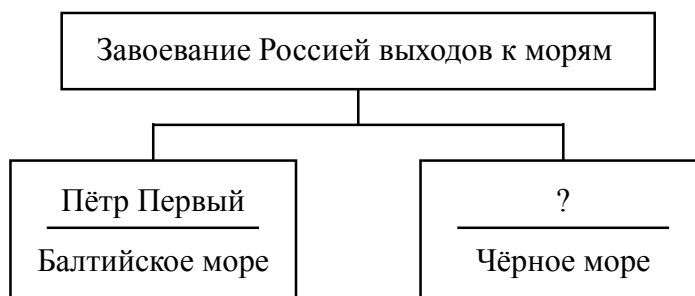 Завоевание Россией выходов к морям
Пётр Первый
Балтийское море
?
Чёрное море